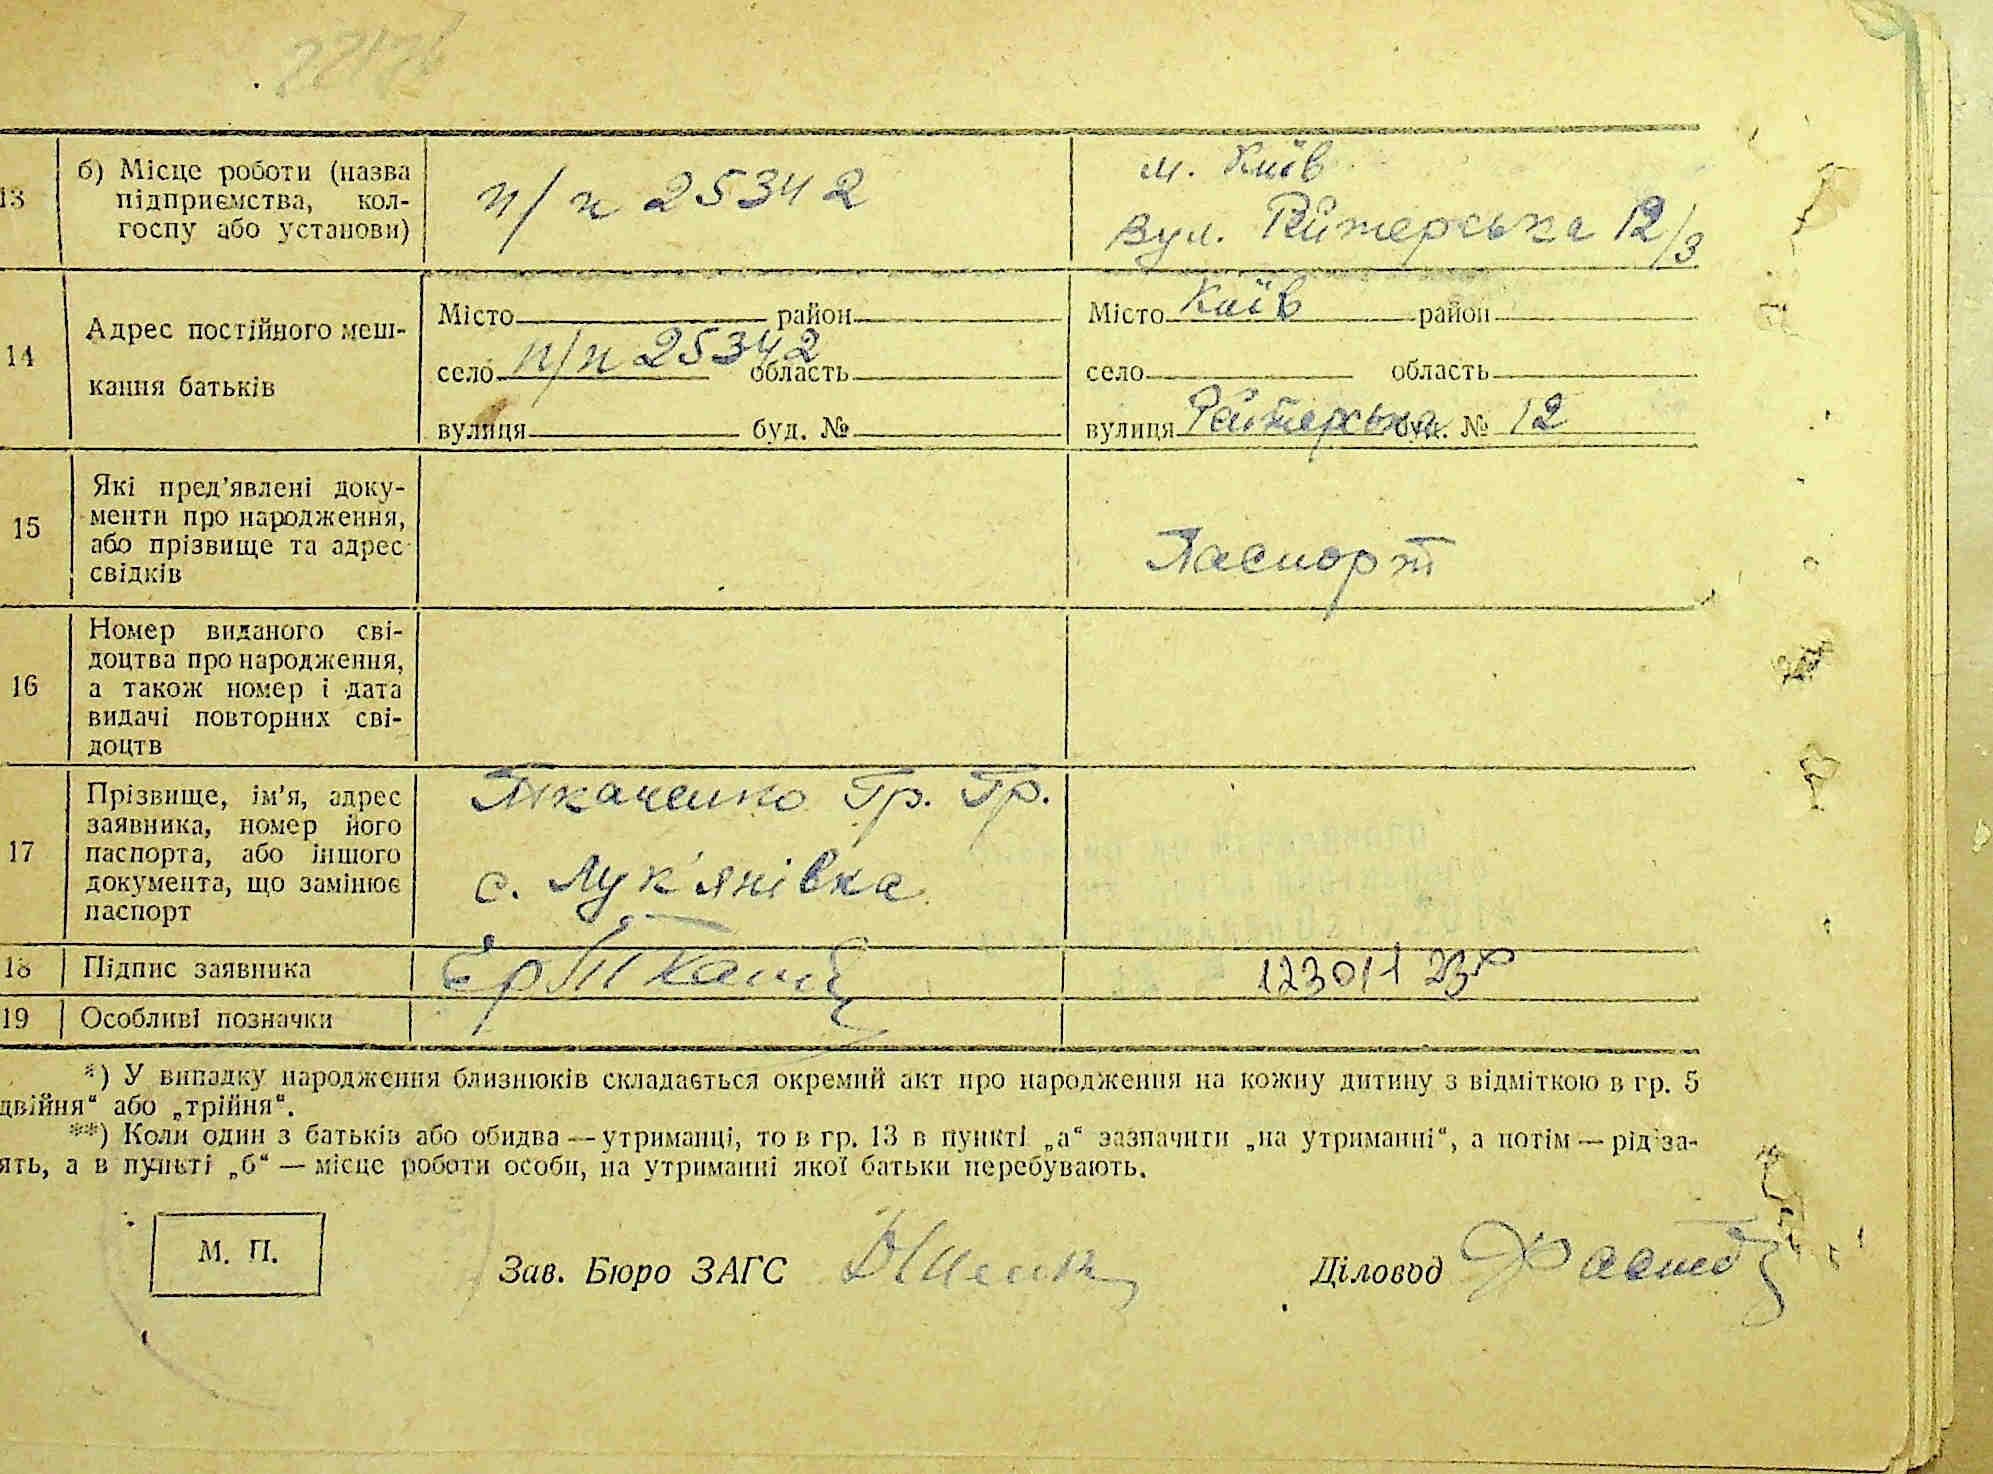 13
б) Місце роботи (назва
підприємства, кол-
госпу або установи)
п/п 25342
м. Київ
вул. Рейтерська 12/3
14
Адрес постійного меш-
кання батьків
Місто район
село п/п 25342 область
вулиця буд. №
Місто Київ район
село область
вулиця Рейтерська буд. № 12
15
Які пред'явлені доку-
менти про народження,
або прізвище та адрес
свідків
Паспорт
16
Номер виданого сві-
доцтва про народження,
а також номер і дата
видачі повторних сві-
доцтв
17
Прізвище, ім'я, адрес
заявника, номер його
паспорта, або іншого
документа, що замінює
паспорт
Ткаченко Гр. Гр.
с. Лук'янівка
18
Підпис заявника
19
Особливі позначки
*) У випадку народження близнюків складається окремий акт про народження на кожну дитину з відміткою в гр. 5
двійня“ або „трійня“.
**) Коли один з батьків або обидва — утриманці, то в гр. 13 в пункті „а“ зазначити „на утриманні“, а потім — рід за-
ять, а в пункті „б“ — місце роботи особи, на утриманні якої батьки перебувають.
М. П.
Зав. Бюро ЗАГС
Діловод